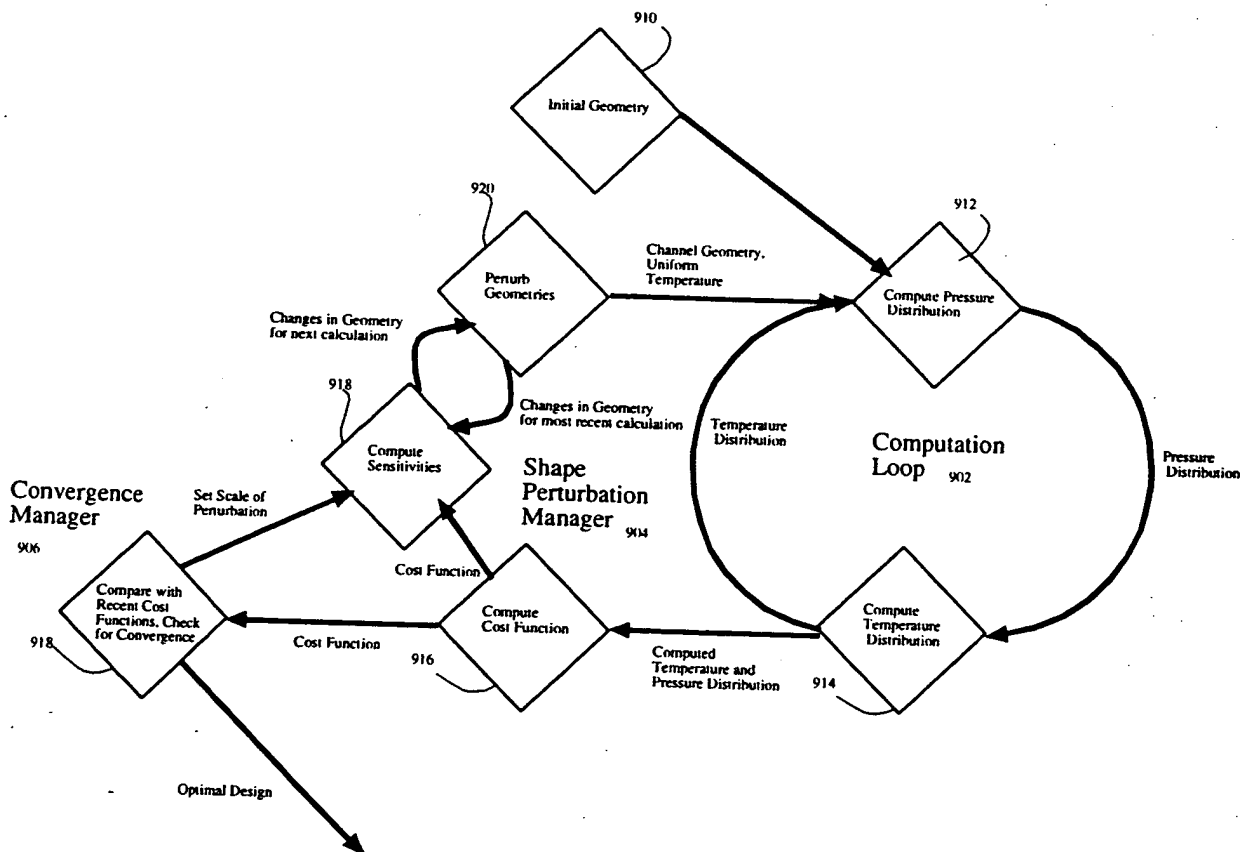 910
Initial Geometry
920
912
Channel Geometry,
Uniform
Temperature
Perturb
Geometries
Compute Pressure
Distribution
Changes in Geometry
for next calculation
918
Changes in Geometry
for most recent calculation
Temperature
Distribution
Computation
Loop 902
Pressure
Distribution
Compute
Sensitivities
Shape
Perturbation
Manager 904
Convergence
Manager
906
Set Scale of
Perturbation
Cost Function
Compare with
Recent Cost
Functions, Check
for Convergence
918
Cost Function
Compute
Cost Function
916
Computed
Temperature and
Pressure Distribution
Compute
Temperature
Distribution
914
Optimal Design